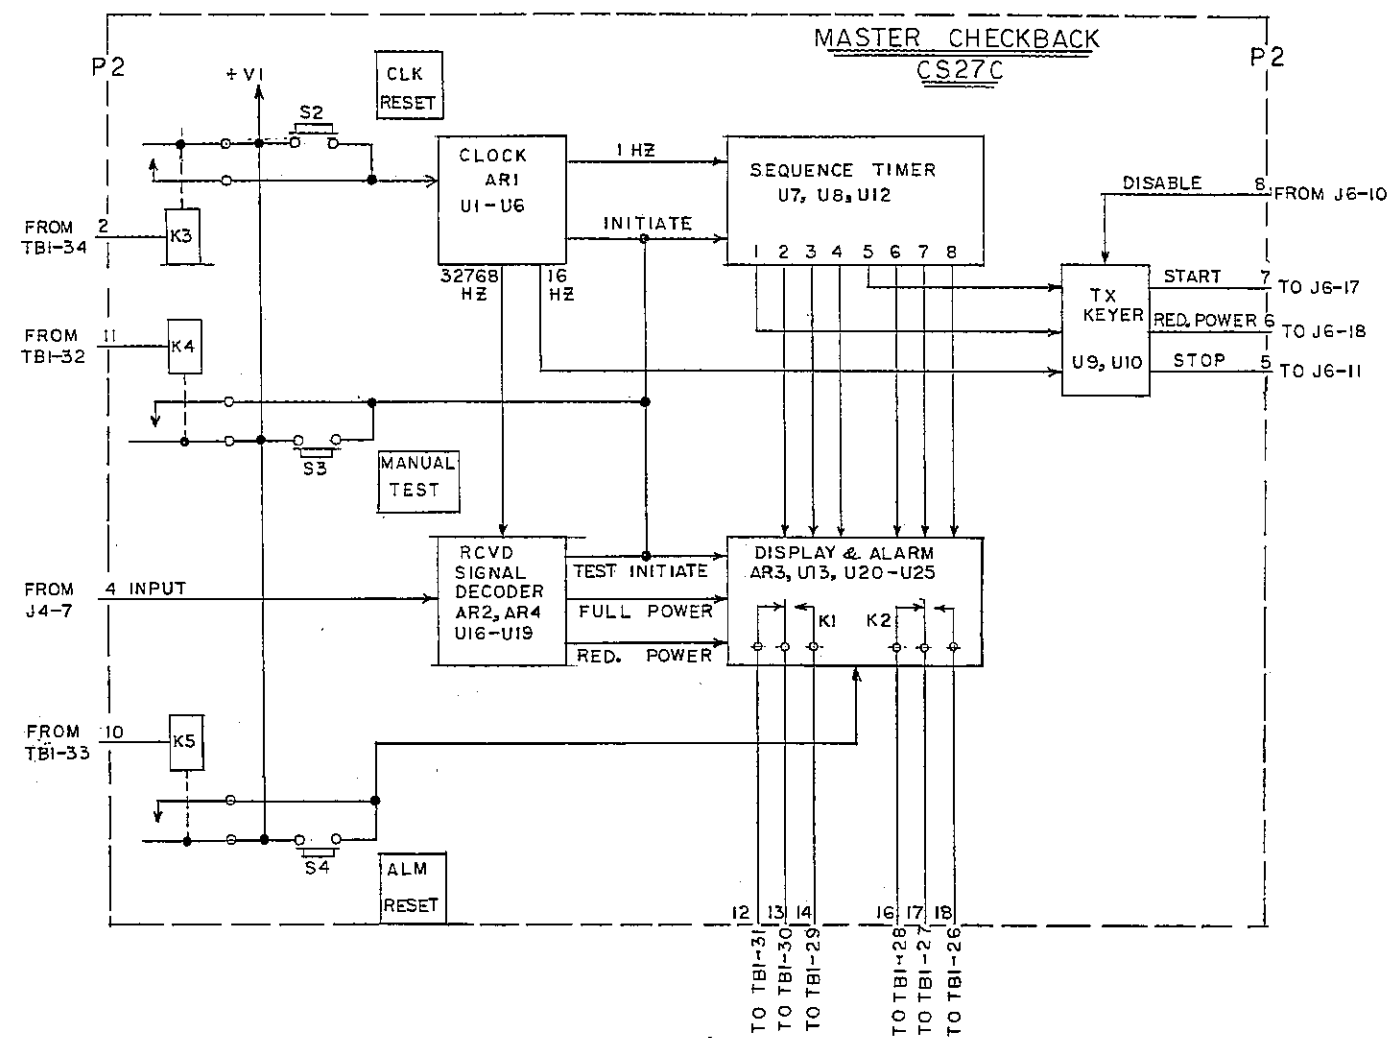 MASTER CHECKBACK
CS27C
P2
P2
+V1
CLK
RESET
S2
CLOCK
AR1
U1-U6
1 HZ
INITIATE
32768
HZ
16
HZ
SEQUENCE TIMER
U7, U8, U12
1 2 3 4 5 6 7 8
DISABLE
8
FROM J6-10
FROM
TB1-34
2
K3
TX
KEYER
U9, U10
START
7
TO J6-17
RED. POWER 6
TO J6-18
STOP
5
TO J6-11
FROM
TB1-32
11
K4
S3
MANUAL
TEST
FROM
J4-7
4 INPUT
RCVD
SIGNAL
DECODER
AR2, AR4
U16-U19
TEST INITIATE
FULL POWER
RED. POWER
DISPLAY & ALARM
AR3, U13, U20-U25
K1
K2
FROM
TB1-33
10
K5
S4
ALM
RESET
12 13 14 16 17 18
TO TB1-31
TO TB1-30
TO TB1-29
TO TB1-28
TO TB1-27
TO TB1-26